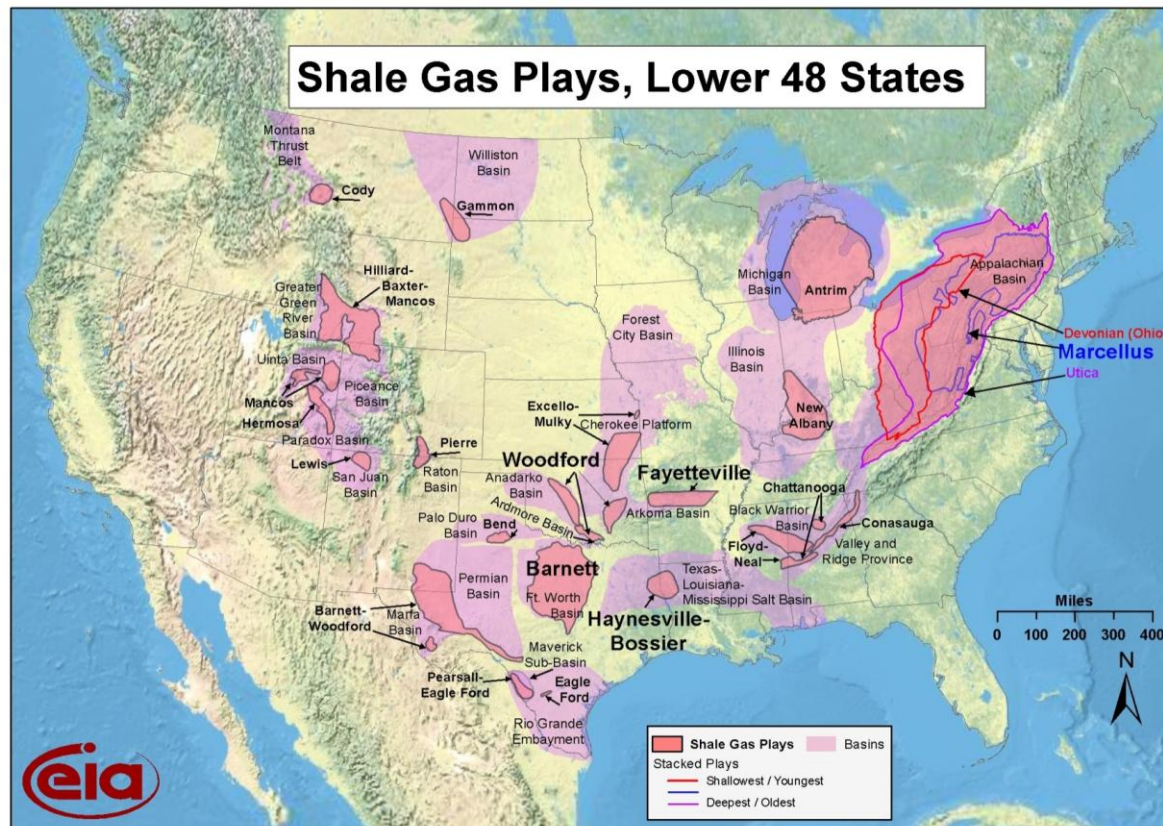 Shale Gas Plays, Lower 48 States
Montana
Thrust
Belt
Cody
Williston
Basin
Gammon
Hilliard-
Baxter-
Mancos
Greater
Green
River
Basin
Uinta Basin
Piceance
Basin
Mancos
Hermosa
Paradox Basin
Lewis
San Juan
Basin
Pierre
Raton
Basin
Michigan
Basin
Antrim
Forest
City Basin
Illinois
Basin
New
Albany
Appalachian
Basin
Devonian (Ohio
Marcellus
Utica
Excello-
Mulky
Cherokee Platform
Woodford
Anadarko
Basin
Ardmore Basin
Palo Duro
Basin
Bend
Fayetteville
Arkoma Basin
Chattanooga
Black Warrior
Basin
Conasauga
Floyd-
Neal
Valley and
Ridge Province
Barnett
Ft. Worth
Basin
Permian
Basin
Barnett-
Woodford
Marfa
Basin
Texas-
Louisiana-
Mississippi Salt Basin
Haynesville-
Bossier
Maverick
Sub-Basin
Pearsall-
Eagle Ford
Eagle
Ford
Rio Grande
Embayment
Miles
0 100 200 300 400
N
Shale Gas Plays
Basins
Stacked Plays
Shallowest / Youngest
Deepest / Oldest
eia